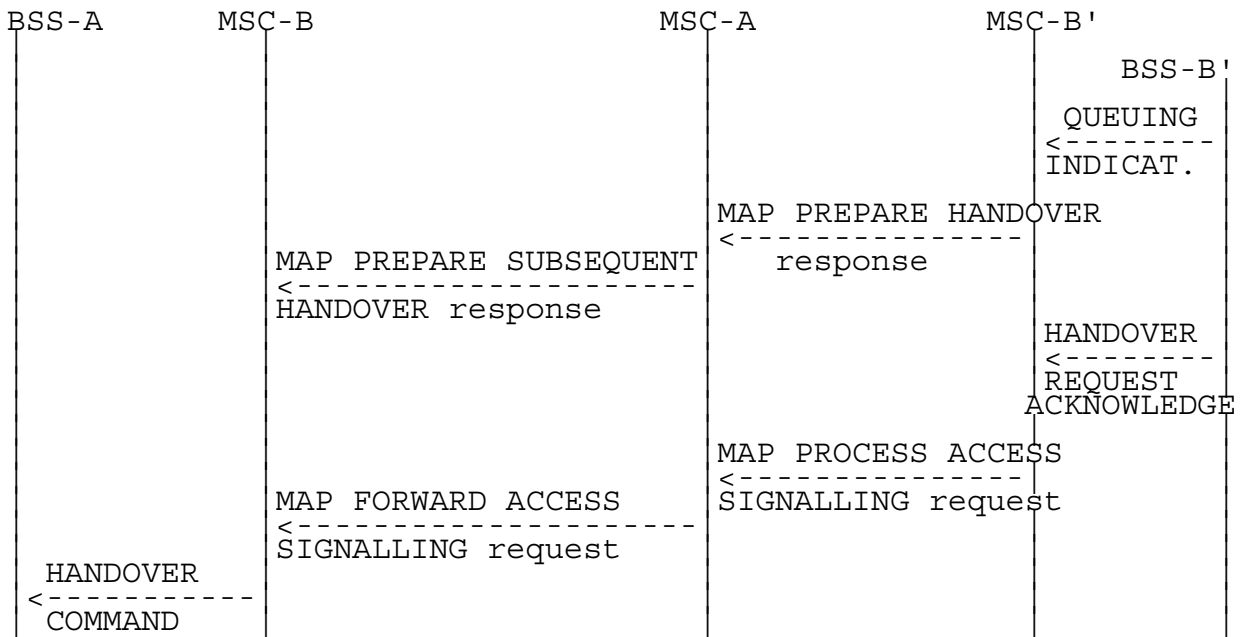 BSS-A MSC-B MSC-A MSC-B'
BSS-B'
QUEUING
INDICAT.
MAP PREPARE HANDOVER
response
MAP PREPARE SUBSEQUENT
HANDOVER response
HANDOVER
REQUEST
ACKNOWLEDGE
MAP PROCESS ACCESS
SIGNALLING request
MAP FORWARD ACCESS
SIGNALLING request
HANDOVER
COMMAND